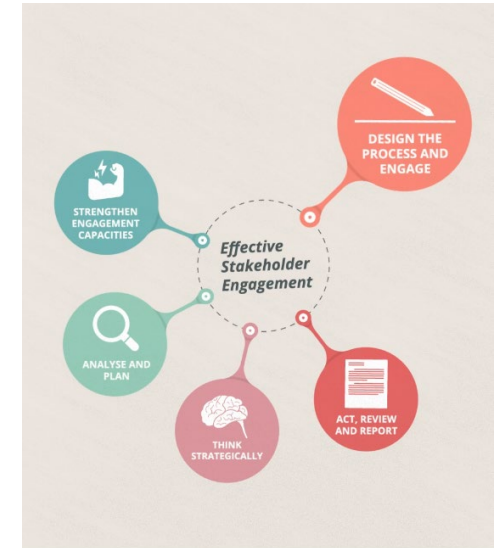 DESIGN THE
PROCESS AND
ENGAGE
STRENGTHEN
ENGAGEMENT
CAPACITIES
Effective
Stakeholder
Engagement
ANALYSE AND
PLAN
THINK
STRATEGICALLY
ACT, REVIEW
AND REPORT